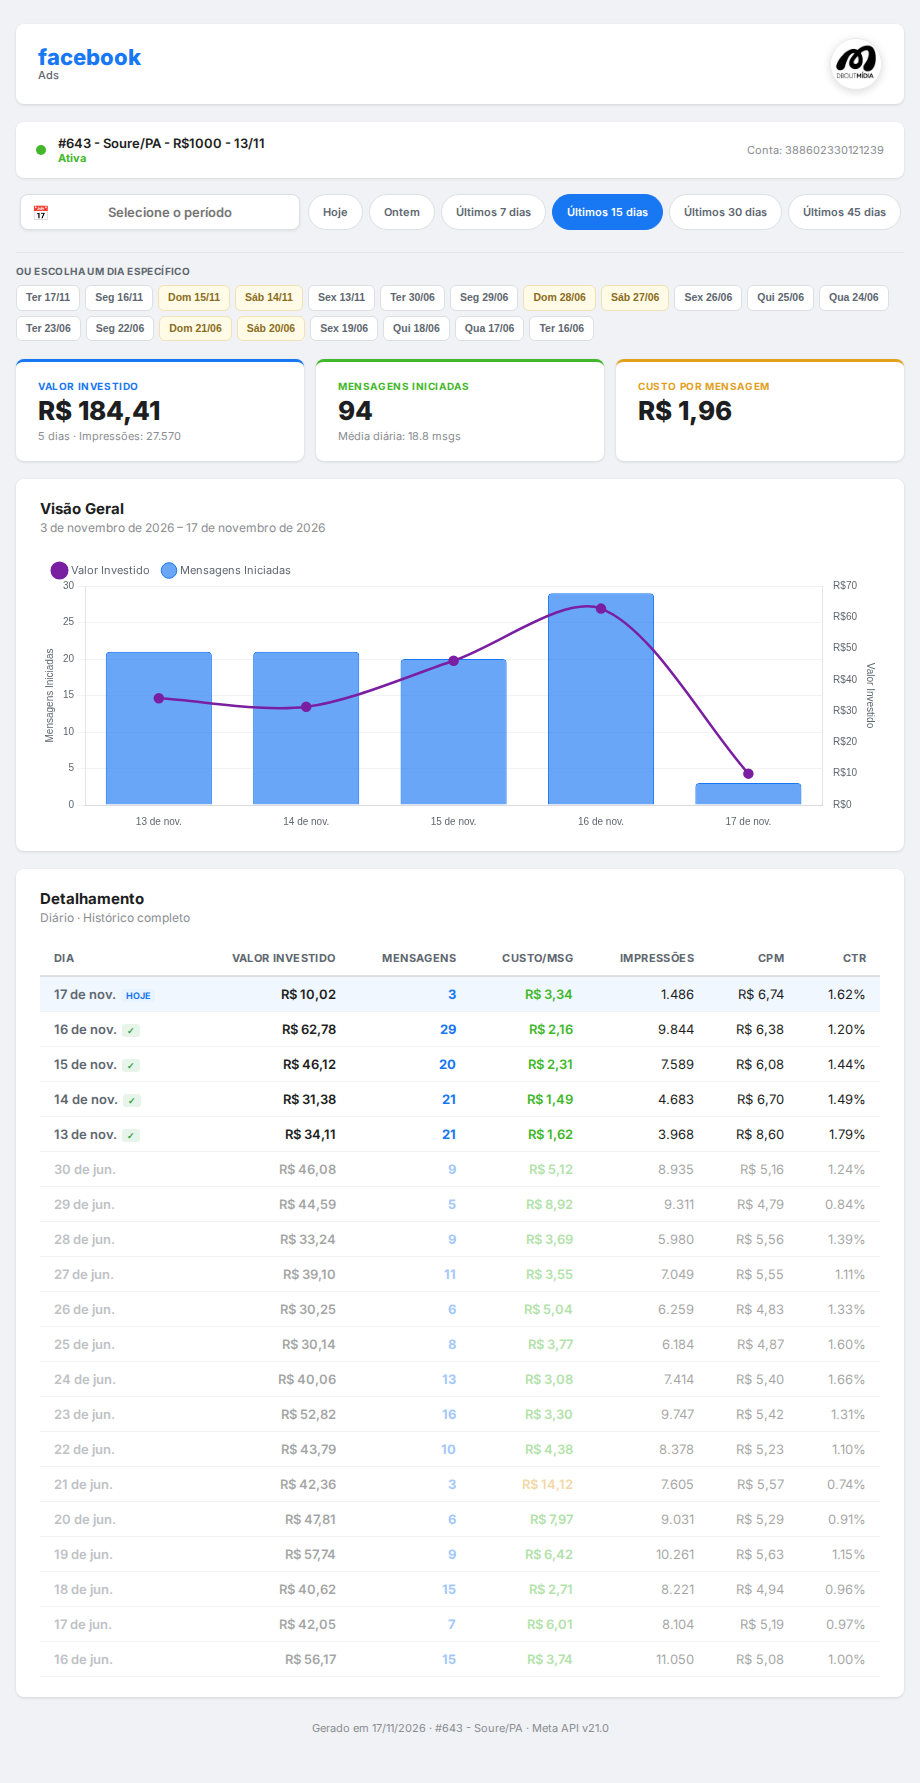 facebook
Ads
DBOUTMÍDIA
#643 - Soure/PA - R$1000 - 13/11
Ativa
Conta: 388602330121239
Selecione o período
Hoje
Ontem
Últimos 7 dias
Últimos 15 dias
Últimos 30 dias
Últimos 45 dias
OU ESCOLHA UM DIA ESPECÍFICO
Ter 17/11 Seg 16/11 Dom 15/11 Sáb 14/11 Sex 13/11 Ter 30/06 Seg 29/06 Dom 28/06 Sáb 27/06 Sex 26/06 Qui 25/06 Qua 24/06
Ter 23/06 Seg 22/06 Dom 21/06 Sáb 20/06 Sex 19/06 Qui 18/06 Qua 17/06 Ter 16/06
VALOR INVESTIDO
R$ 184,41
5 dias · Impressões: 27.570
MENSAGENS INICIADAS
94
Média diária: 18.8 msgs
CUSTO POR MENSAGEM
R$ 1,96
Visão Geral
3 de novembro de 2026 – 17 de novembro de 2026
Valor Investido
Mensagens Iniciadas
Mensagens Iniciadas
30
25
20
15
10
5
0
R$70
R$60
R$50
R$40
R$30
R$20
R$10
R$0
Valor Investido
13 de nov. 14 de nov. 15 de nov. 16 de nov. 17 de nov.
Detalhamento
Diário · Histórico completo
DIA VALOR INVESTIDO MENSAGENS CUSTO/MSG IMPRESSÕES CPM CTR
17 de nov. HOJE R$ 10,02 3 R$ 3,34 1.486 R$ 6,74 1.62%
16 de nov. ✓ R$ 62,78 29 R$ 2,16 9.844 R$ 6,38 1.20%
15 de nov. ✓ R$ 46,12 20 R$ 2,31 7.589 R$ 6,08 1.44%
14 de nov. ✓ R$ 31,38 21 R$ 1,49 4.683 R$ 6,70 1.49%
13 de nov. ✓ R$ 34,11 21 R$ 1,62 3.968 R$ 8,60 1.79%
30 de jun. R$ 46,08 9 R$ 5,12 8.935 R$ 5,16 1.24%
29 de jun. R$ 44,59 5 R$ 8,92 9.311 R$ 4,79 0.84%
28 de jun. R$ 33,24 9 R$ 3,69 5.980 R$ 5,56 1.39%
27 de jun. R$ 39,10 11 R$ 3,55 7.049 R$ 5,55 1.11%
26 de jun. R$ 30,25 6 R$ 5,04 6.259 R$ 4,83 1.33%
25 de jun. R$ 30,14 8 R$ 3,77 6.184 R$ 4,87 1.60%
24 de jun. R$ 40,06 13 R$ 3,08 7.414 R$ 5,40 1.66%
23 de jun. R$ 52,82 16 R$ 3,30 9.747 R$ 5,42 1.31%
22 de jun. R$ 43,79 10 R$ 4,38 8.378 R$ 5,23 1.10%
21 de jun. R$ 42,36 3 R$ 14,12 7.605 R$ 5,57 0.74%
20 de jun. R$ 47,81 6 R$ 7,97 9.031 R$ 5,29 0.91%
19 de jun. R$ 57,74 9 R$ 6,42 10.261 R$ 5,63 1.15%
18 de jun. R$ 40,62 15 R$ 2,71 8.221 R$ 4,94 0.96%
17 de jun. R$ 42,05 7 R$ 6,01 8.104 R$ 5,19 0.97%
16 de jun. R$ 56,17 15 R$ 3,74 11.050 R$ 5,08 1.00%
Gerado em 17/11/2026 · #643 - Soure/PA · Meta API v21.0